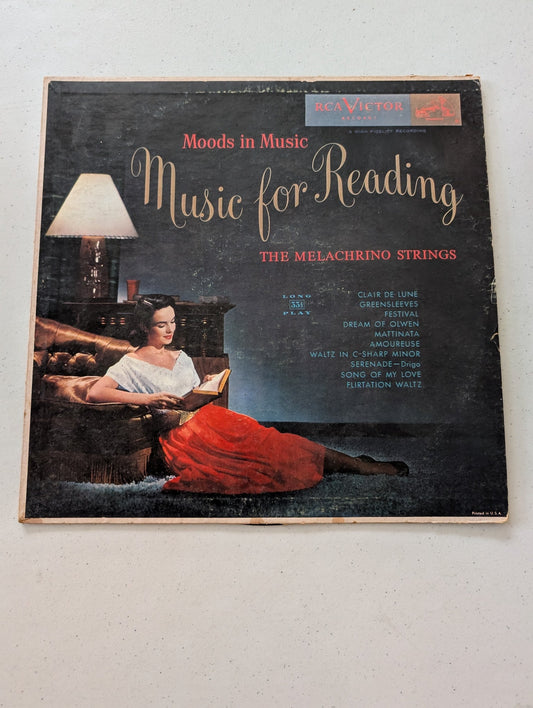 RCA VICTOR
RECORDS
A HIGH FIDELITY RECORDING
Moods in Music
Music for Reading
THE MELACHRINO STRINGS
LONG
33⅓
PLAY
CLAIR DE LUNE
GREENSLEEVES
FESTIVAL
DREAM OF OLWEN
MATTINATA
AMOUREUSE
WALTZ IN C-SHARP MINOR
SERENADE—Drigo
SONG OF MY LOVE
FLIRTATION WALTZ
Printed in U.S.A.